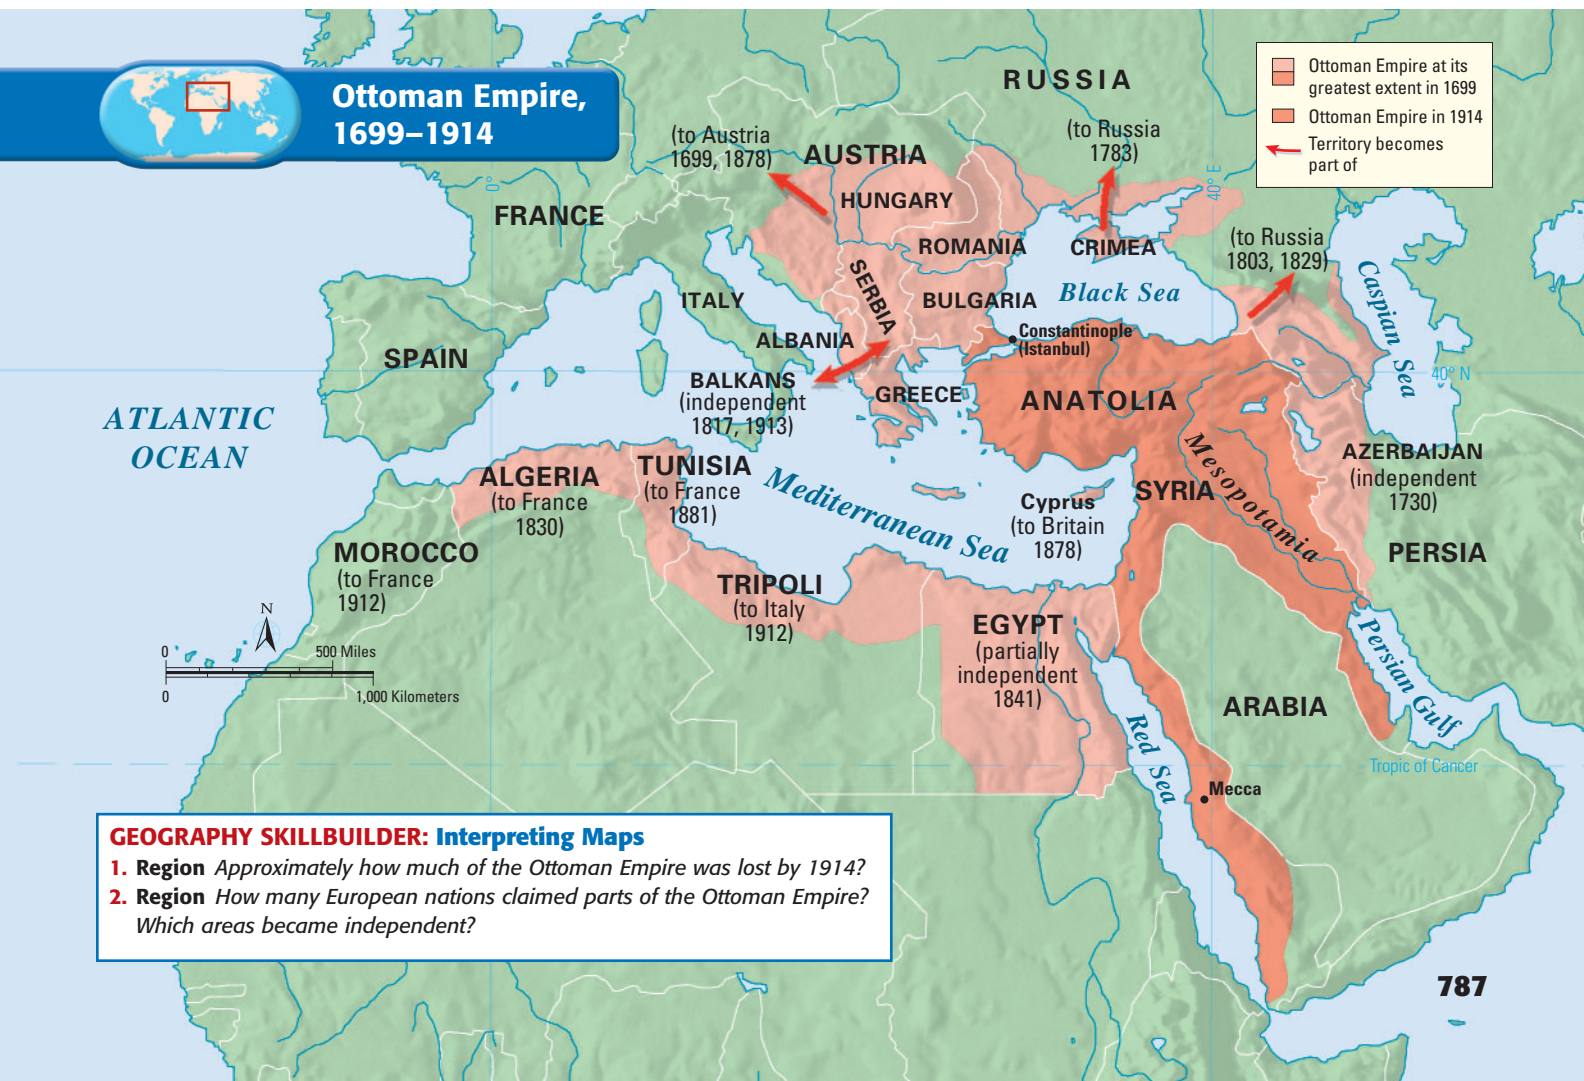 Ottoman Empire,
1699–1914
Ottoman Empire at its
greatest extent in 1699
Ottoman Empire in 1914
Territory becomes
part of
RUSSIA
(to Austria
1699, 1878)
AUSTRIA
(to Russia
1783)
40° E
0°
HUNGARY
FRANCE
ROMANIA
CRIMEA
(to Russia
1803, 1829)
SERBIA
ITALY
BULGARIA
Black Sea
Caspian Sea
ALBANIA
Constantinople
(Istanbul)
SPAIN
BALKANS
(independent
1817, 1913)
GREECE
ANATOLIA
40° N
ATLANTIC
OCEAN
ALGERIA
(to France
1830)
TUNISIA
(to France
1881)
Mediterranean Sea
Cyprus
(to Britain
1878)
SYRIA
Mesopotamia
AZERBAIJAN
(independent
1730)
MOROCCO
(to France
1912)
PERSIA
TRIPOLI
(to Italy
1912)
EGYPT
(partially
independent
1841)
N
0
500 Miles
0
1,000 Kilometers
Persian Gulf
ARABIA
Red Sea
Tropic of Cancer
Mecca
GEOGRAPHY SKILLBUILDER: Interpreting Maps
1. Region Approximately how much of the Ottoman Empire was lost by 1914?
2. Region How many European nations claimed parts of the Ottoman Empire?
Which areas became independent?
787